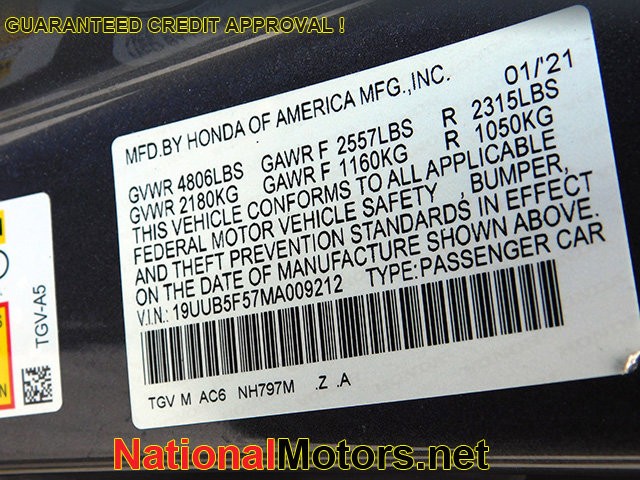 GUARANTEED CREDIT APPROVAL !
MFD.BY HONDA OF AMERICA MFG.,INC. 01/'21
GVWR 4806LBS GAWR F 2557LBS R 2315LBS
GVWR 2180KG GAWR F 1160KG R 1050KG
THIS VEHICLE CONFORMS TO ALL APPLICABLE
FEDERAL MOTOR VEHICLE SAFETY , BUMPER,
AND THEFT PREVENTION STANDARDS IN EFFECT
ON THE DATE OF MANUFACTURE SHOWN ABOVE.
V.I.N.: 19UUB5F57MA009212 TYPE:PASSENGER CAR
TGV M AC6 NH797M .Z .A
TGV-A5
NationalMotors.net